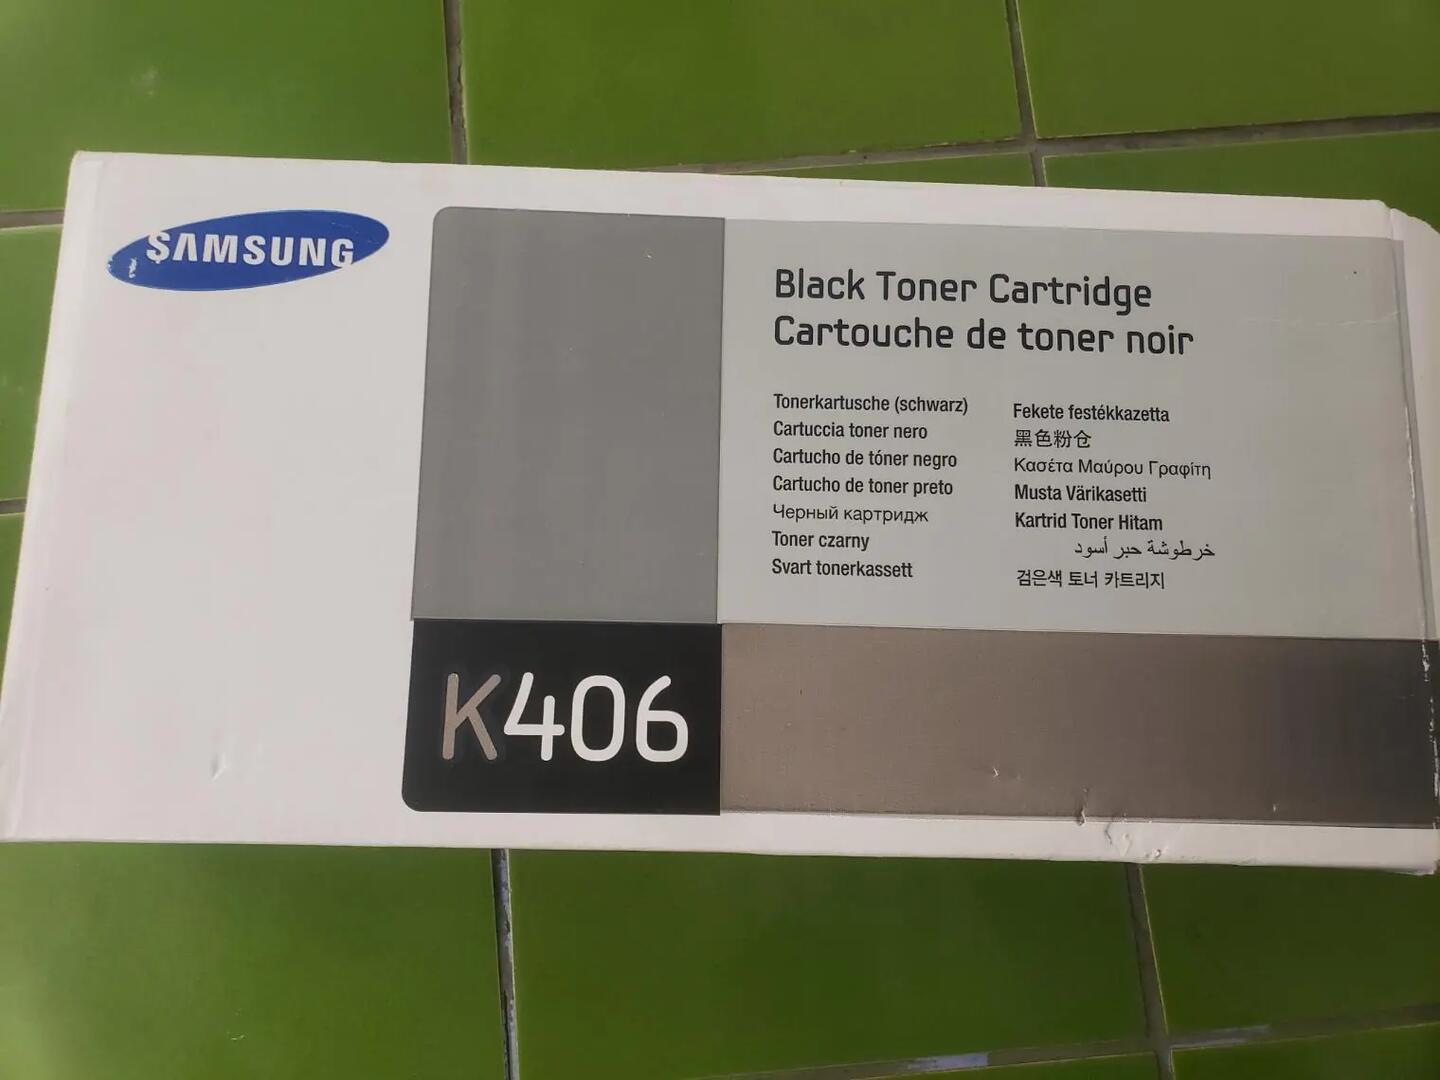 SAMSUNG
Black Toner Cartridge
Cartouche de toner noir
Tonerkartusche (schwarz)
Cartuccia toner nero
Cartucho de tóner negro
Cartucho de toner preto
Черный картридж
Toner czarny
Svart tonerkassett
Fekete festékkazetta
黑色粉仓
Κασέτα Μαύρου Γραφίτη
Musta Värikasetti
Kartrid Toner Hitam
خرطوشة حبر أسود
검은색 토너 카트리지
K406